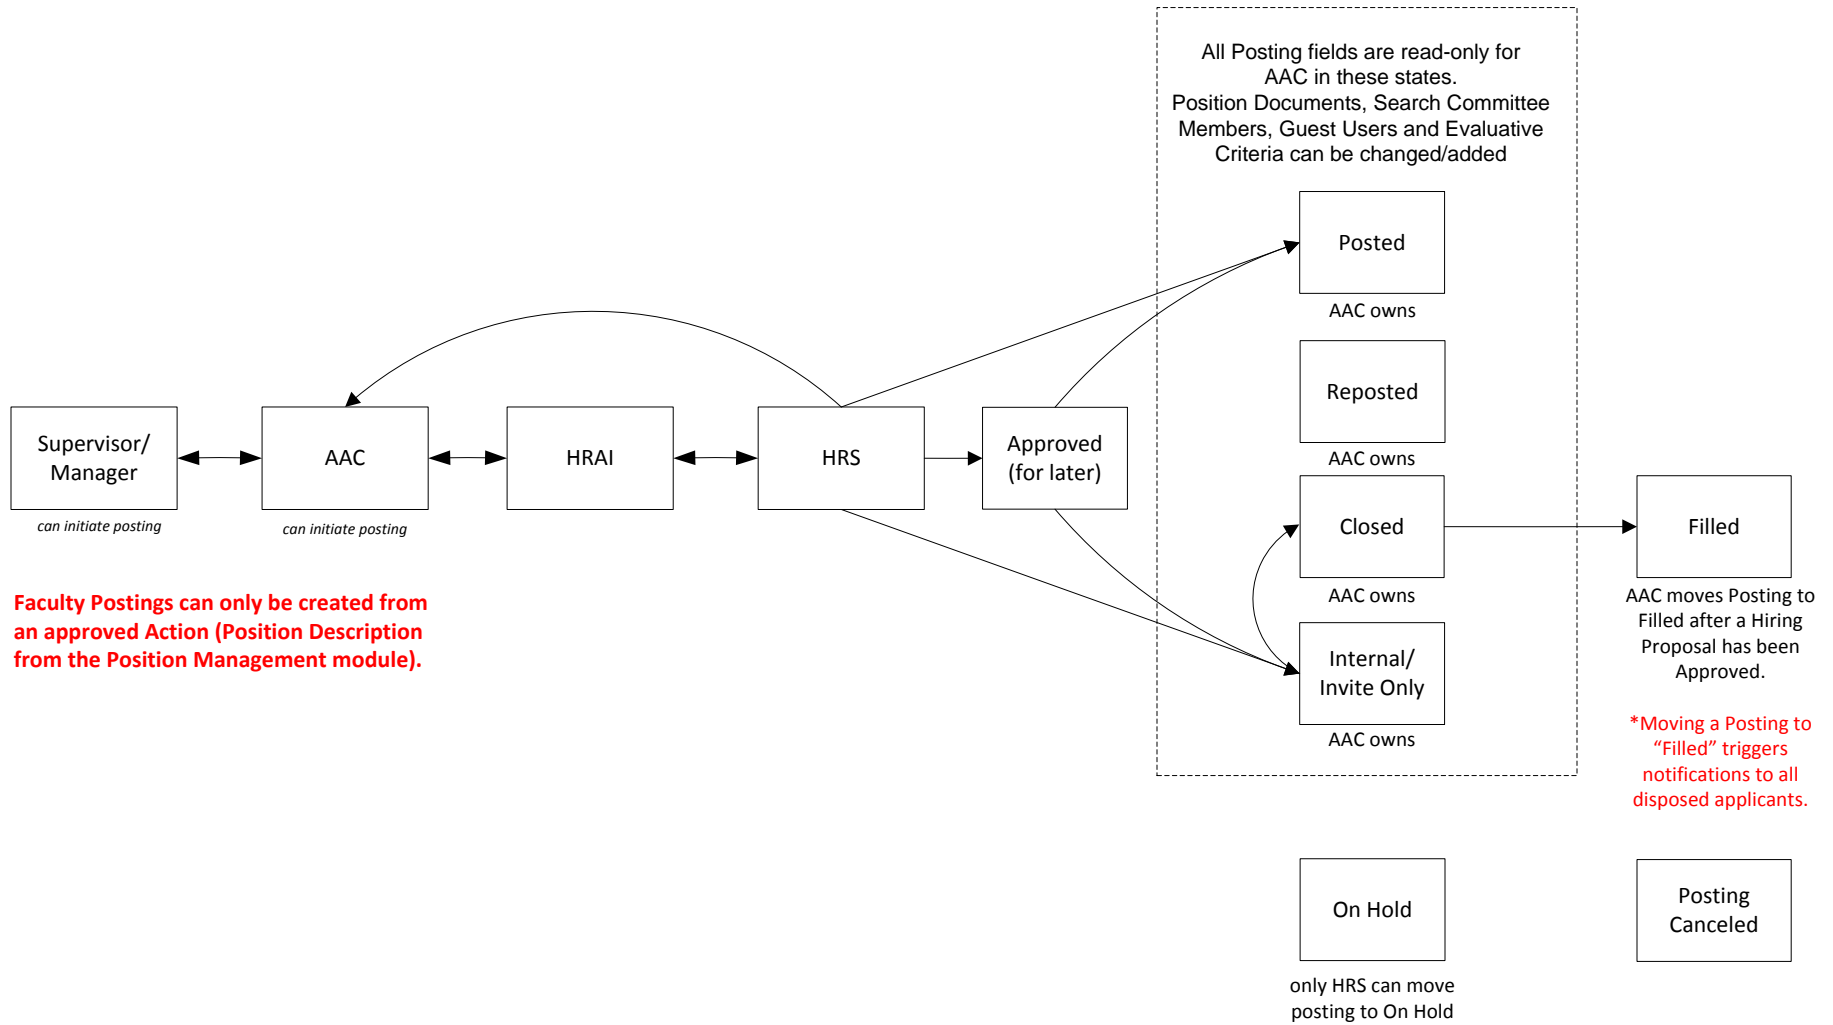 All Posting fields are read-only for
AAC in these states.
Position Documents, Search Committee
Members, Guest Users and Evaluative
Criteria can be changed/added
Posted
AAC owns
Reposted
AAC owns
Supervisor/
Manager
can initiate posting
AAC
can initiate posting
HRAI
HRS
Approved
(for later)
Closed
AAC owns
Filled
AAC moves Posting to
Filled after a Hiring
Proposal has been
Approved.
*Moving a Posting to
“Filled” triggers
notifications to all
disposed applicants.
Faculty Postings can only be created from
an approved Action (Position Description
from the Position Management module).
Internal/
Invite Only
AAC owns
On Hold
only HRS can move
posting to On Hold
Posting
Canceled